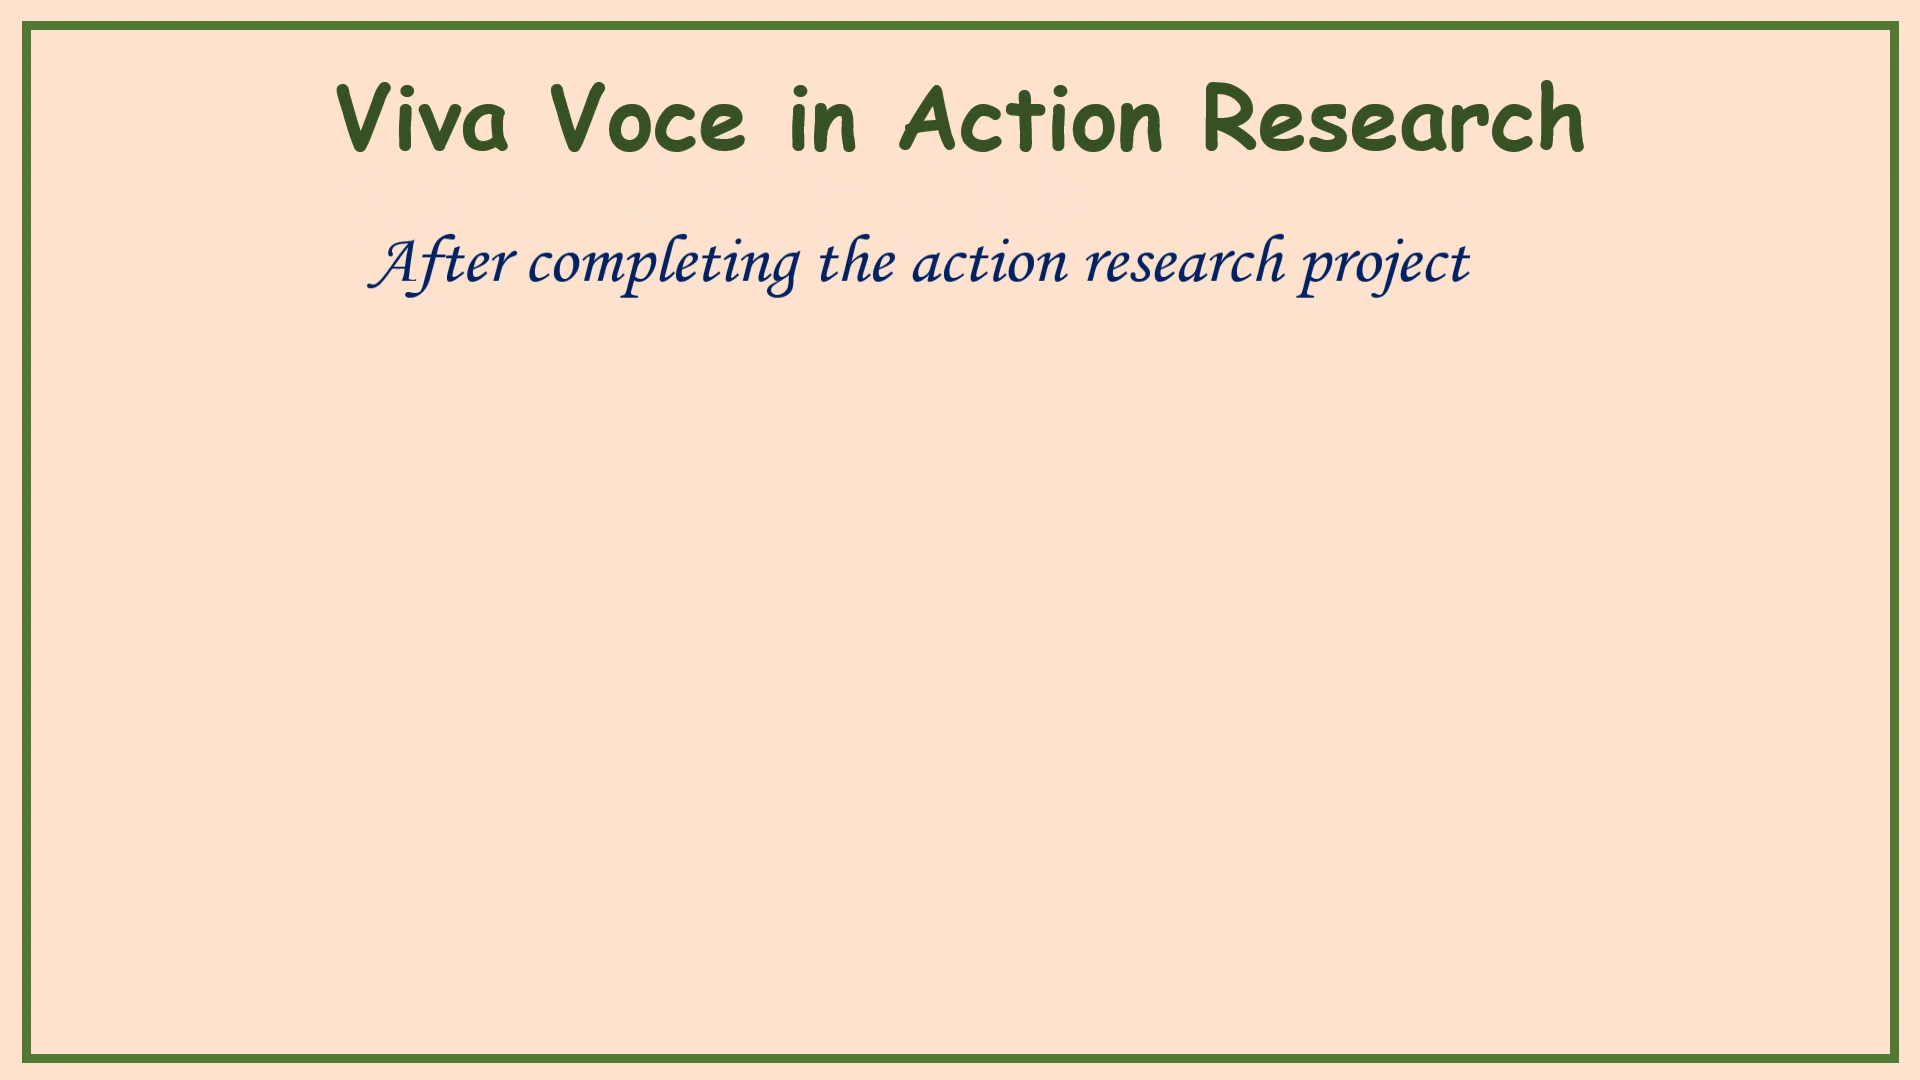 Viva Voce in Action Research
After completing the action research project